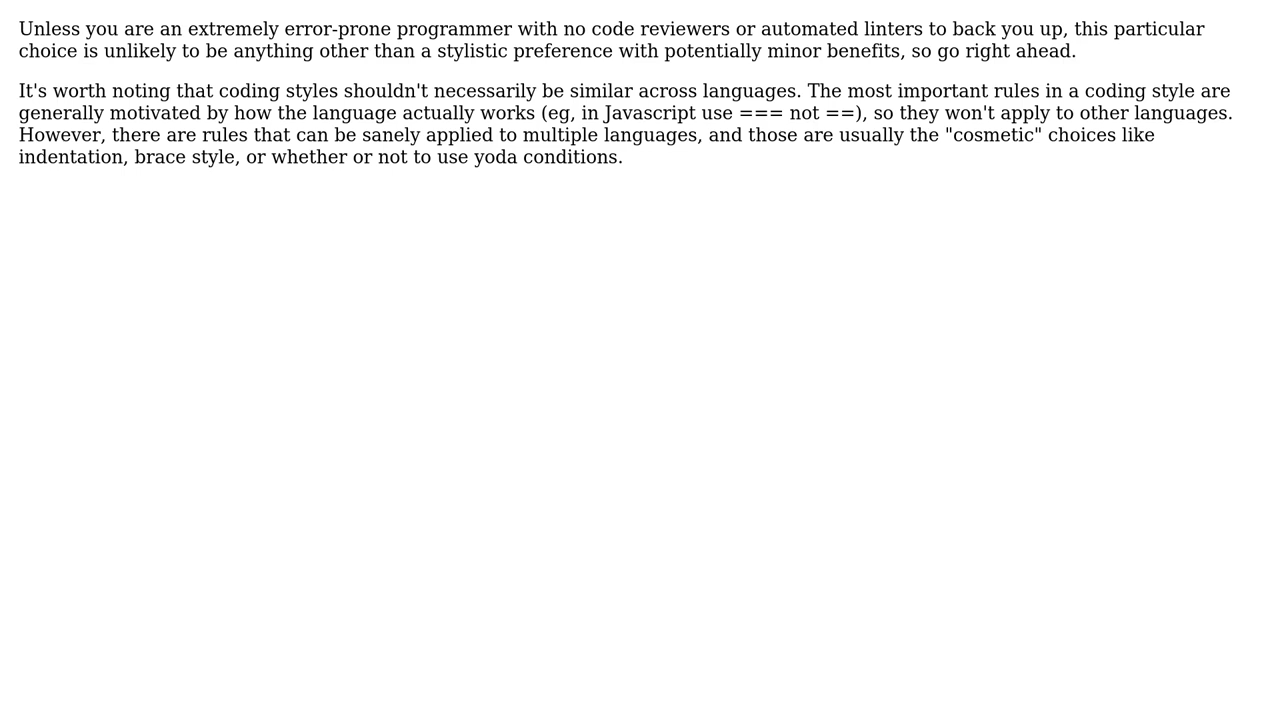 Unless you are an extremely error-prone programmer with no code reviewers or automated linters to back you up, this particular
choice is unlikely to be anything other than a stylistic preference with potentially minor benefits, so go right ahead.
It's worth noting that coding styles shouldn't necessarily be similar across languages. The most important rules in a coding style are
generally motivated by how the language actually works (eg, in Javascript use === not ==), so they won't apply to other languages.
However, there are rules that can be sanely applied to multiple languages, and those are usually the "cosmetic" choices like
indentation, brace style, or whether or not to use yoda conditions.